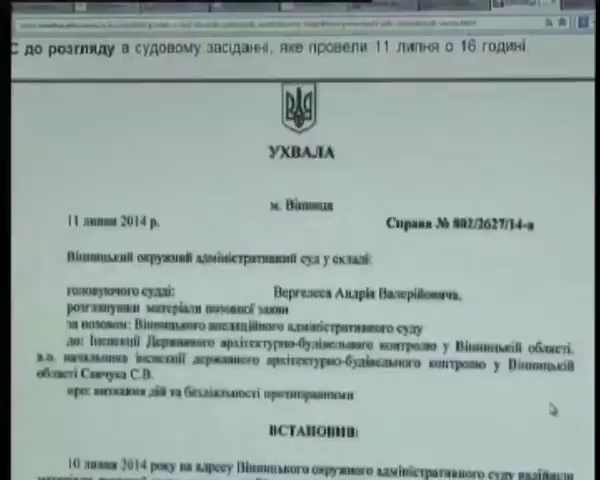 С до розгляду в судовому засіданні, яке провели 11 липня о 16 годині.
УХВАЛА
м. Вінниця
11 липня 2014 р.
Справа № 802/2627/14-а
Вінницький окружний адміністративний суд у складі:
головуючого судді: Вергелеса Андрія Валерійовича,
розглянувши матеріали позовної заяви
за позовом: Вінницького апеляційного адміністративного суду
до: Інспекції Державного архітектурно-будівельного контролю у Вінницькій області,
в.о. начальника інспекції державного архітектурно-будівельного контролю у Вінницькій
області Савчука С.В.
про: визнання дій та бездіяльності протиправними
ВСТАНОВИВ:
10 липня 2014 року на адресу Вінницького окружного адміністративного суду надійшли